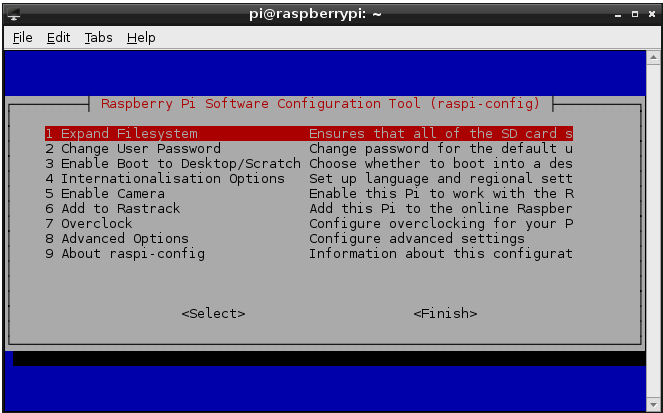 pi@raspberrypi: ~
File Edit Tabs Help
Raspberry Pi Software Configuration Tool (raspi-config)
1 Expand Filesystem Ensures that all of the SD card s
2 Change User Password Change password for the default u
3 Enable Boot to Desktop/Scratch Choose whether to boot into a des
4 Internationalisation Options Set up language and regional sett
5 Enable Camera Enable this Pi to work with the R
6 Add to Rastrack Add this Pi to the online Raspber
7 Overclock Configure overclocking for your P
8 Advanced Options Configure advanced settings
9 About raspi-config Information about this configurat
<Select> <Finish>